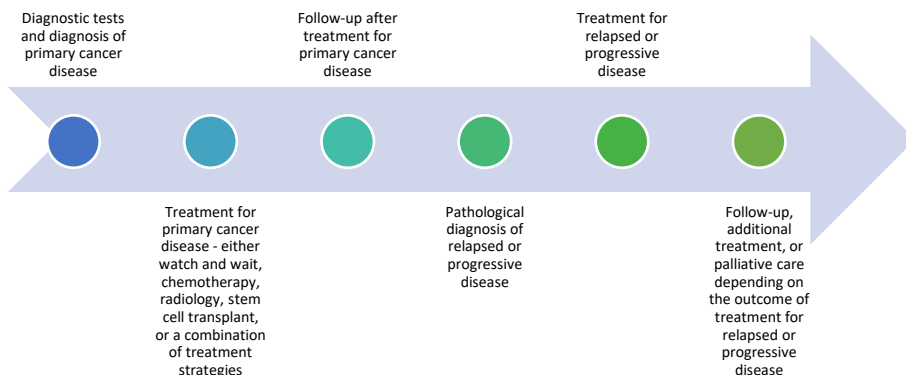 Diagnostic tests
and diagnosis of
primary cancer
disease
Treatment for
primary cancer
disease - either
watch and wait,
chemotherapy,
radiology, stem
cell transplant,
or a combination
of treatment
strategies
Follow-up after
treatment for
primary cancer
disease
Pathological
diagnosis of
relapsed or
progressive
disease
Treatment for
relapsed or
progressive
disease
Follow-up,
additional
treatment, or
palliative care
depending on
the outcome of
treatment for
relapsed or
progressive
disease